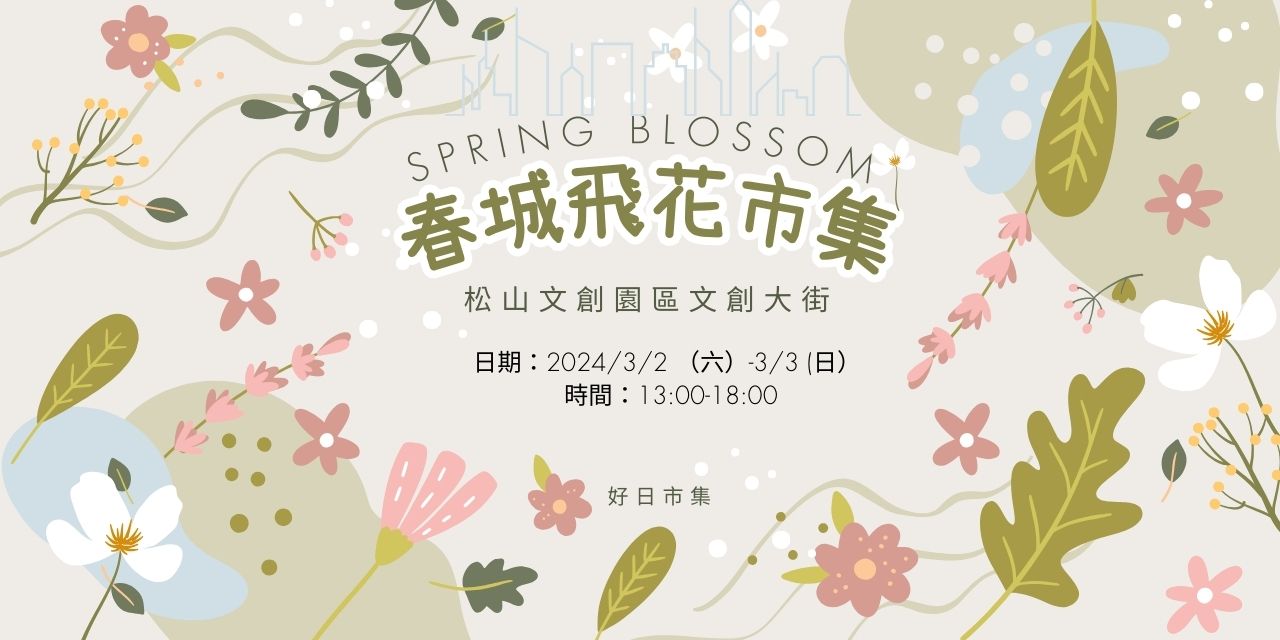 SPRING BLOSSOM
春城飛花市集
松山文創園區文創大街
日期：2024/3/2 （六）-3/3 (日）
時間：13:00-18:00
好日市集